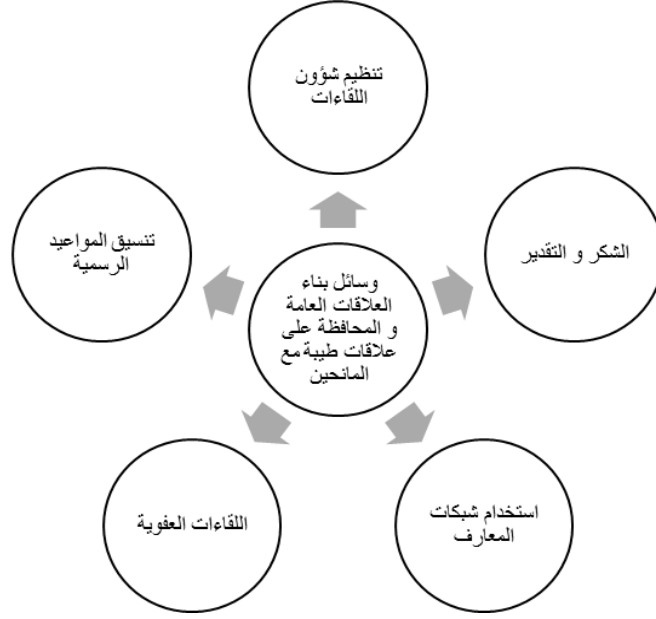 تنظيم شؤون
اللقاءات
الشكر و التقدير
تنسيق المواعيد
الرسمية
وسائل بناء
العلاقات العامة
و المحافظة على
علاقات طيبة مع
المانحين
استخدام شبكات
المعارف
اللقاءات العفوية